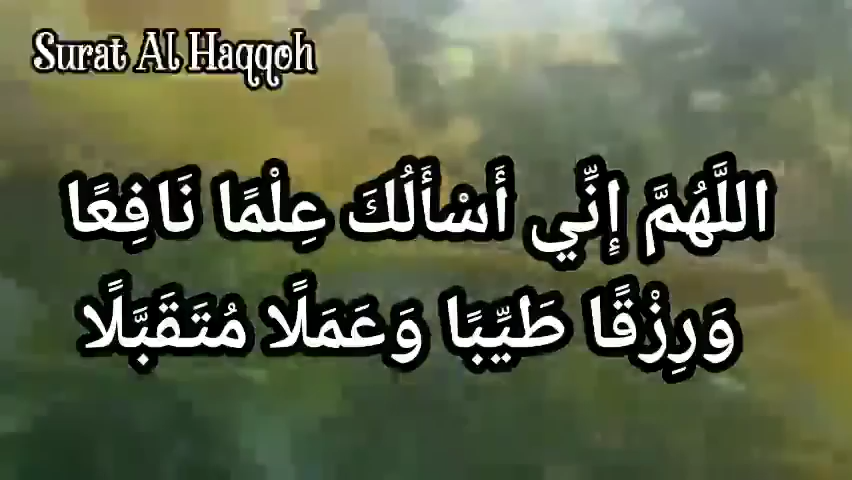 Surat Al Haqqoh
اللَّهُمَّ إِنِّي أَسْأَلُكَ عِلْمًا نَافِعًا
وَرِزْقًا طَيِّبًا وَعَمَلًا مُتَقَبَّلًا